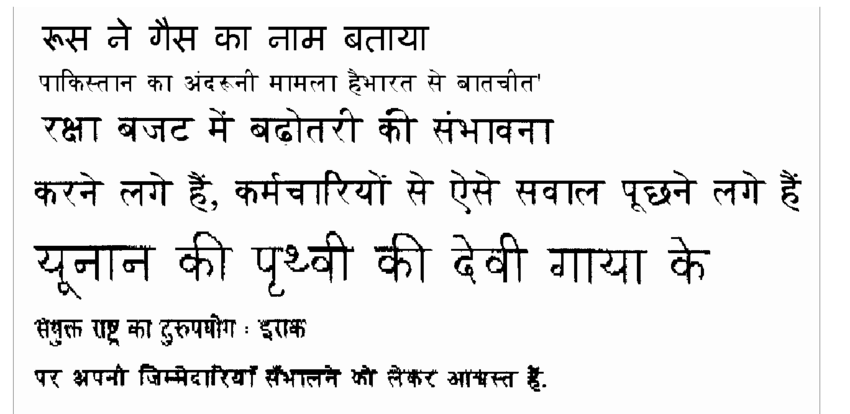 रूस ने गैस का नाम बताया
पाकिस्तान का अंदरूनी मामला हैभारत से बातचीत'
रक्षा बजट में बढोतरी की संभावना
करने लगे हैं, कर्मचारियों से ऐसे सवाल पूछने लगे हैं
यूनान की पृथ्वी की देवी गाया के
संयुक्त राष्ट्र का दुरुपयोग : इराक
पर अपनी जिम्मेदारियाँ सँभालने को लेकर आश्वस्त हैं.